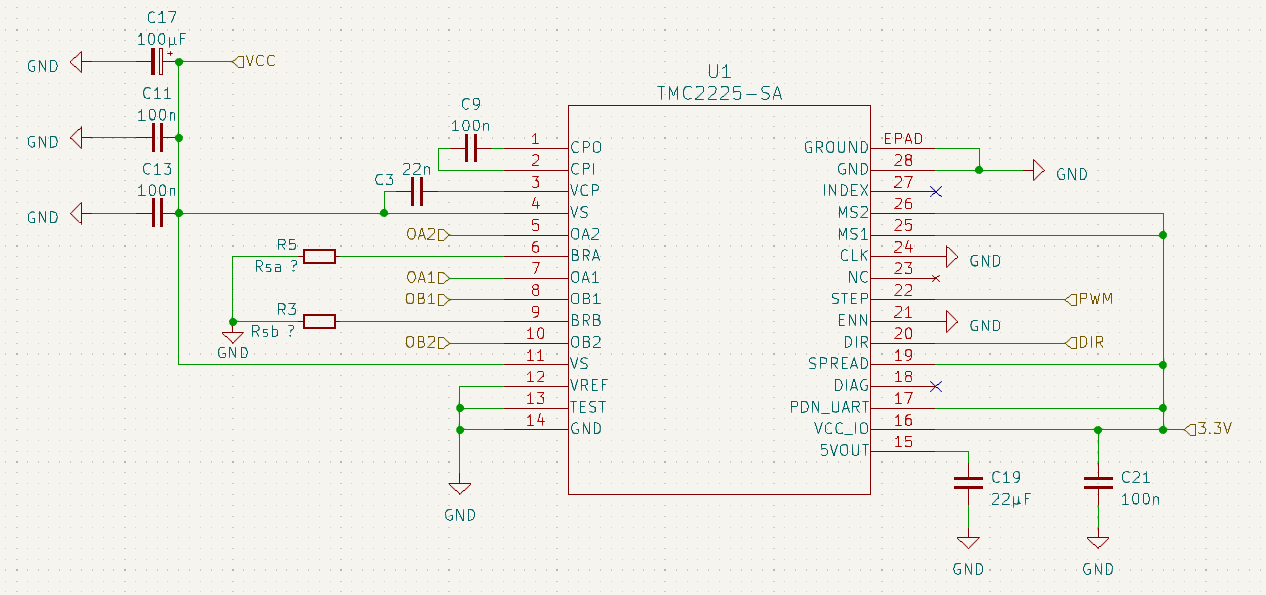 C17
100µF
+
GND
VCC
C11
100n
GND
C13
100n
GND
C9
100n
C3
22n
OA2
R5
Rsa ?
OA1
OB1
R3
Rsb ?
GND
OB2
GND
U1
TMC2225-SA
1 CPO
2 CPI
3 VCP
4 VS
5 OA2
6 BRA
7 OA1
8 OB1
9 BRB
10 OB2
11 VS
12 VREF
13 TEST
14 GND
GROUND EPAD
GND 28
INDEX 27
MS2 26
MS1 25
CLK 24
NC 23
STEP 22
ENN 21
DIR 20
SPREAD 19
DIAG 18
PDN_UART 17
VCC_IO 16
5VOUT 15
GND
GND
PWM
GND
DIR
3.3V
C19
22µF
GND
C21
100n
GND